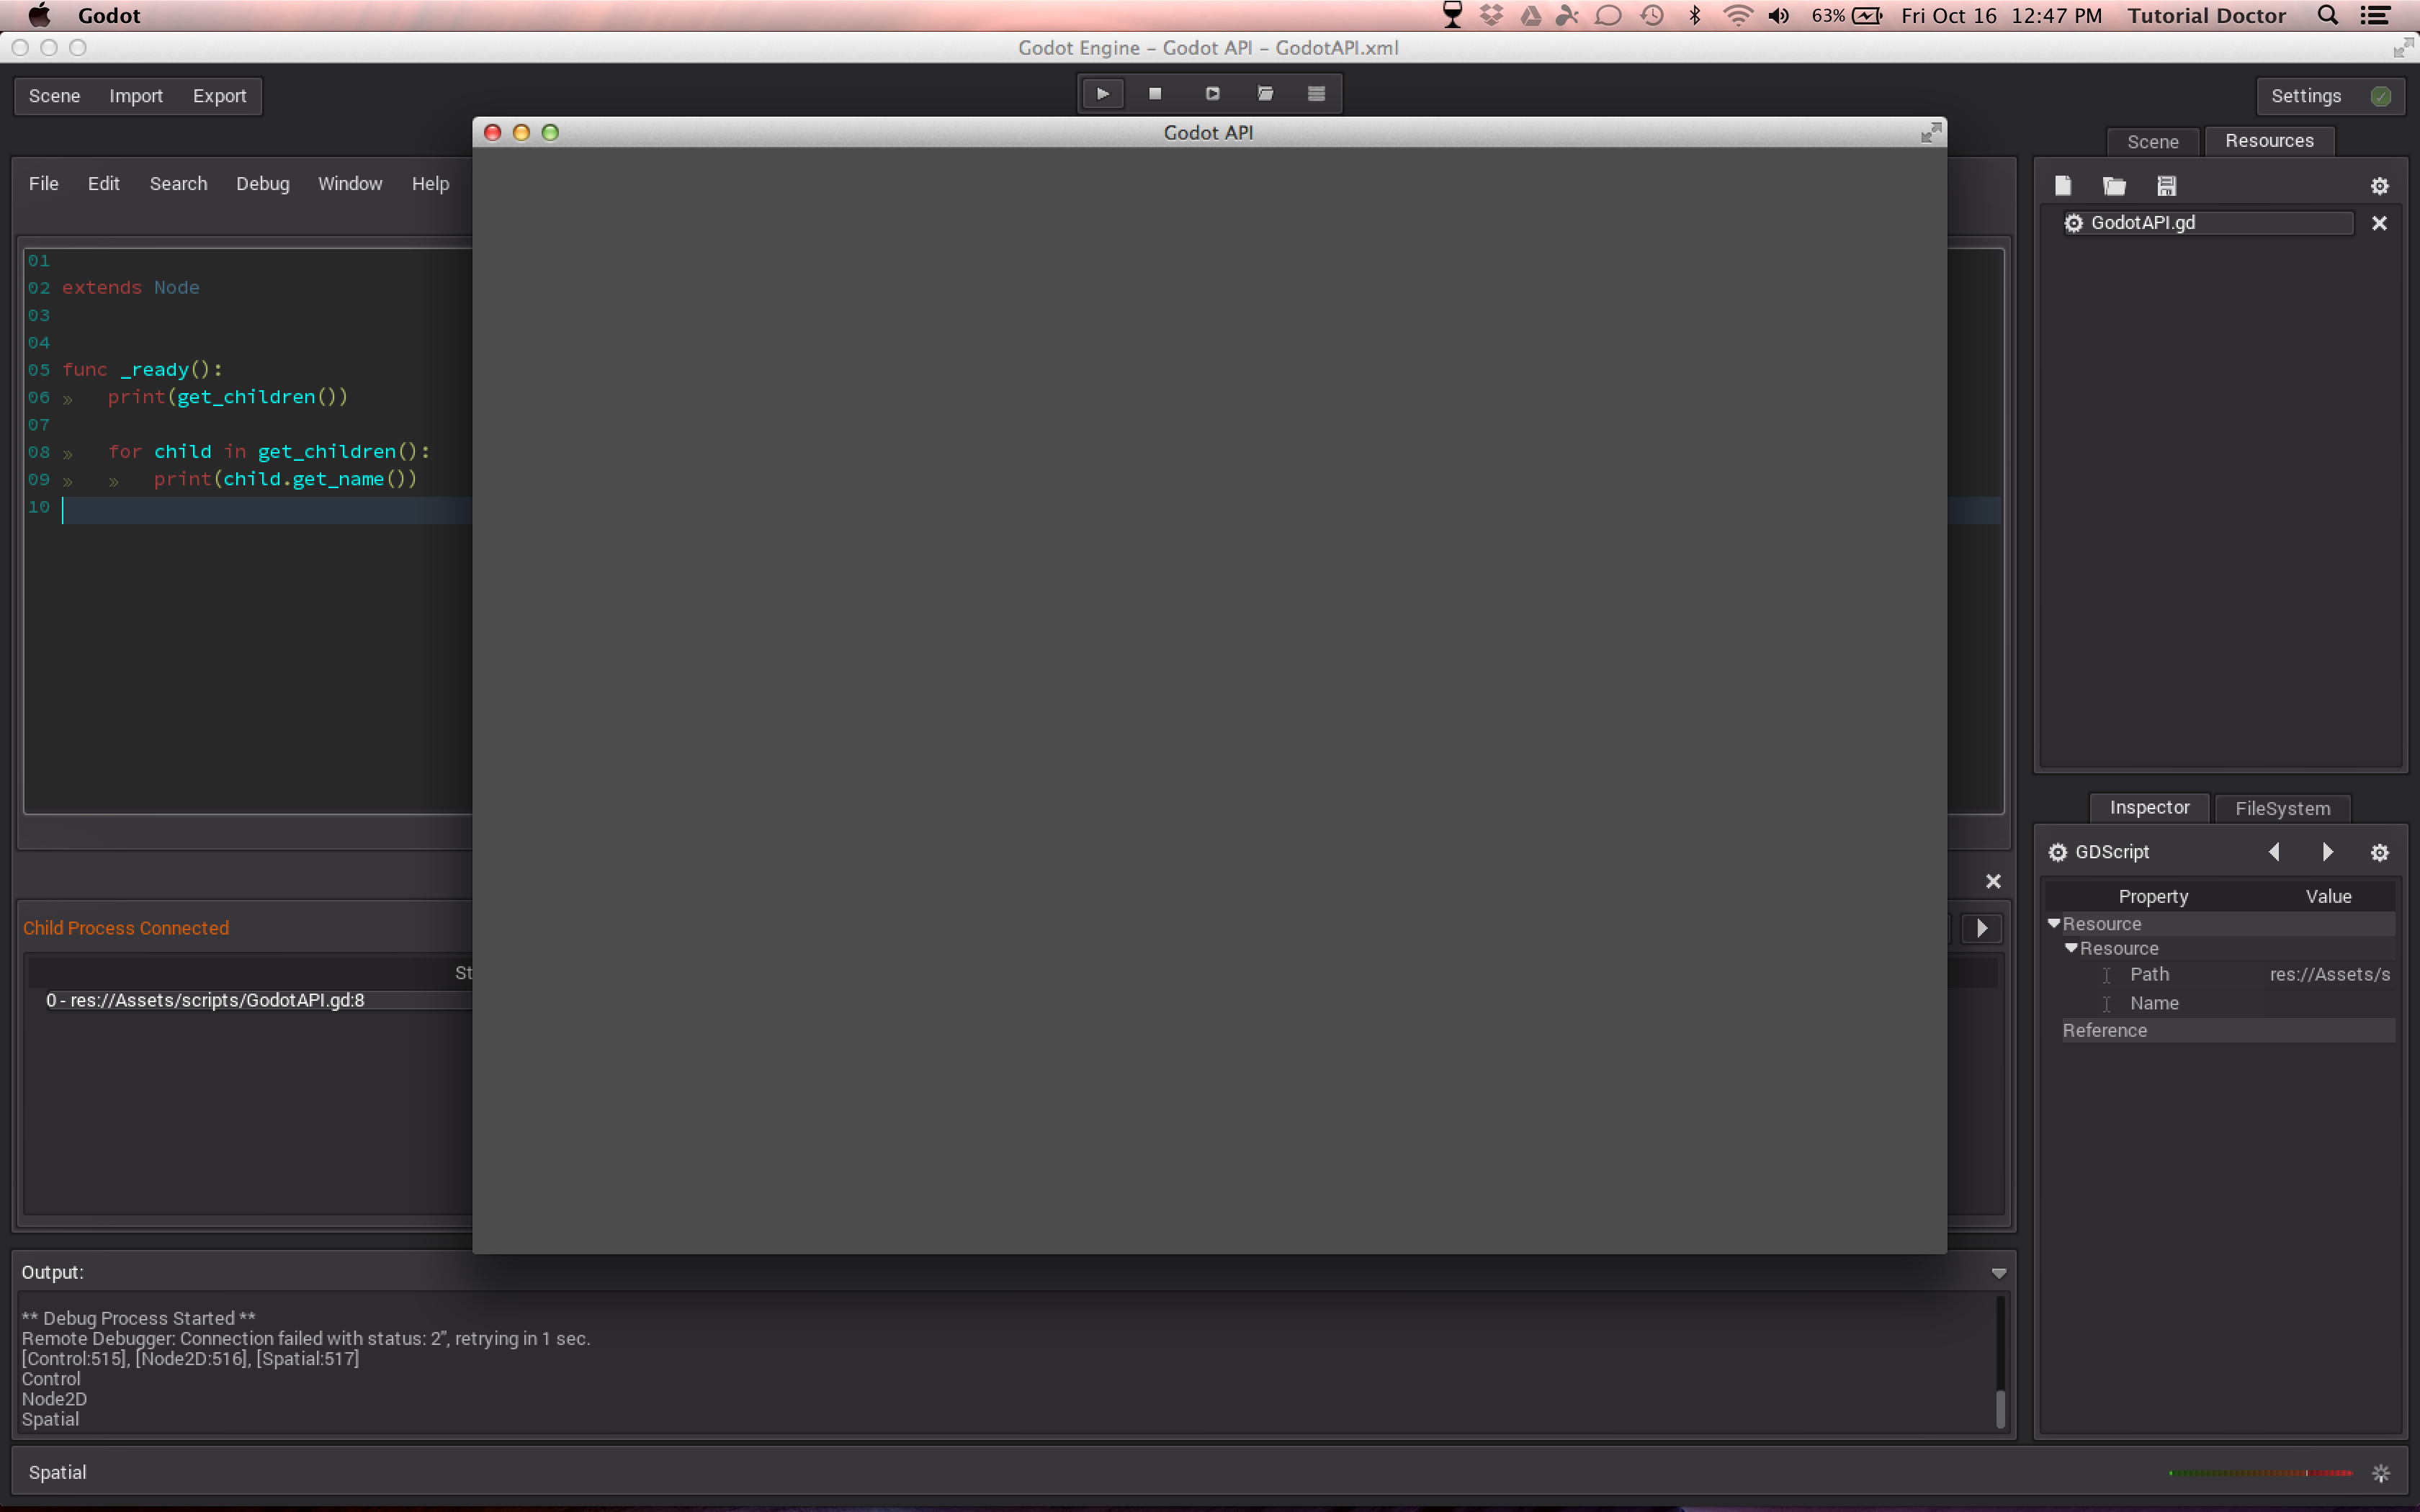 Godot
63% Fri Oct 16 12:47 PM Tutorial Doctor
Godot Engine – Godot API – GodotAPI.xml
Scene Import Export
Settings
Godot API
Scene Resources
File Edit Search Debug Window Help
GodotAPI.gd
01
02 extends Node
03
04
05 func _ready():
06 » print(get_children())
07
08 » for child in get_children():
09 » » print(child.get_name())
10
Inspector FileSystem
GDScript
Property Value
Resource
Resource
Path res://Assets/s
Name
Reference
Child Process Connected
St
0 - res://Assets/scripts/GodotAPI.gd:8
Output:
** Debug Process Started **
Remote Debugger: Connection failed with status: 2", retrying in 1 sec.
[Control:515], [Node2D:516], [Spatial:517]
Control
Node2D
Spatial
Spatial